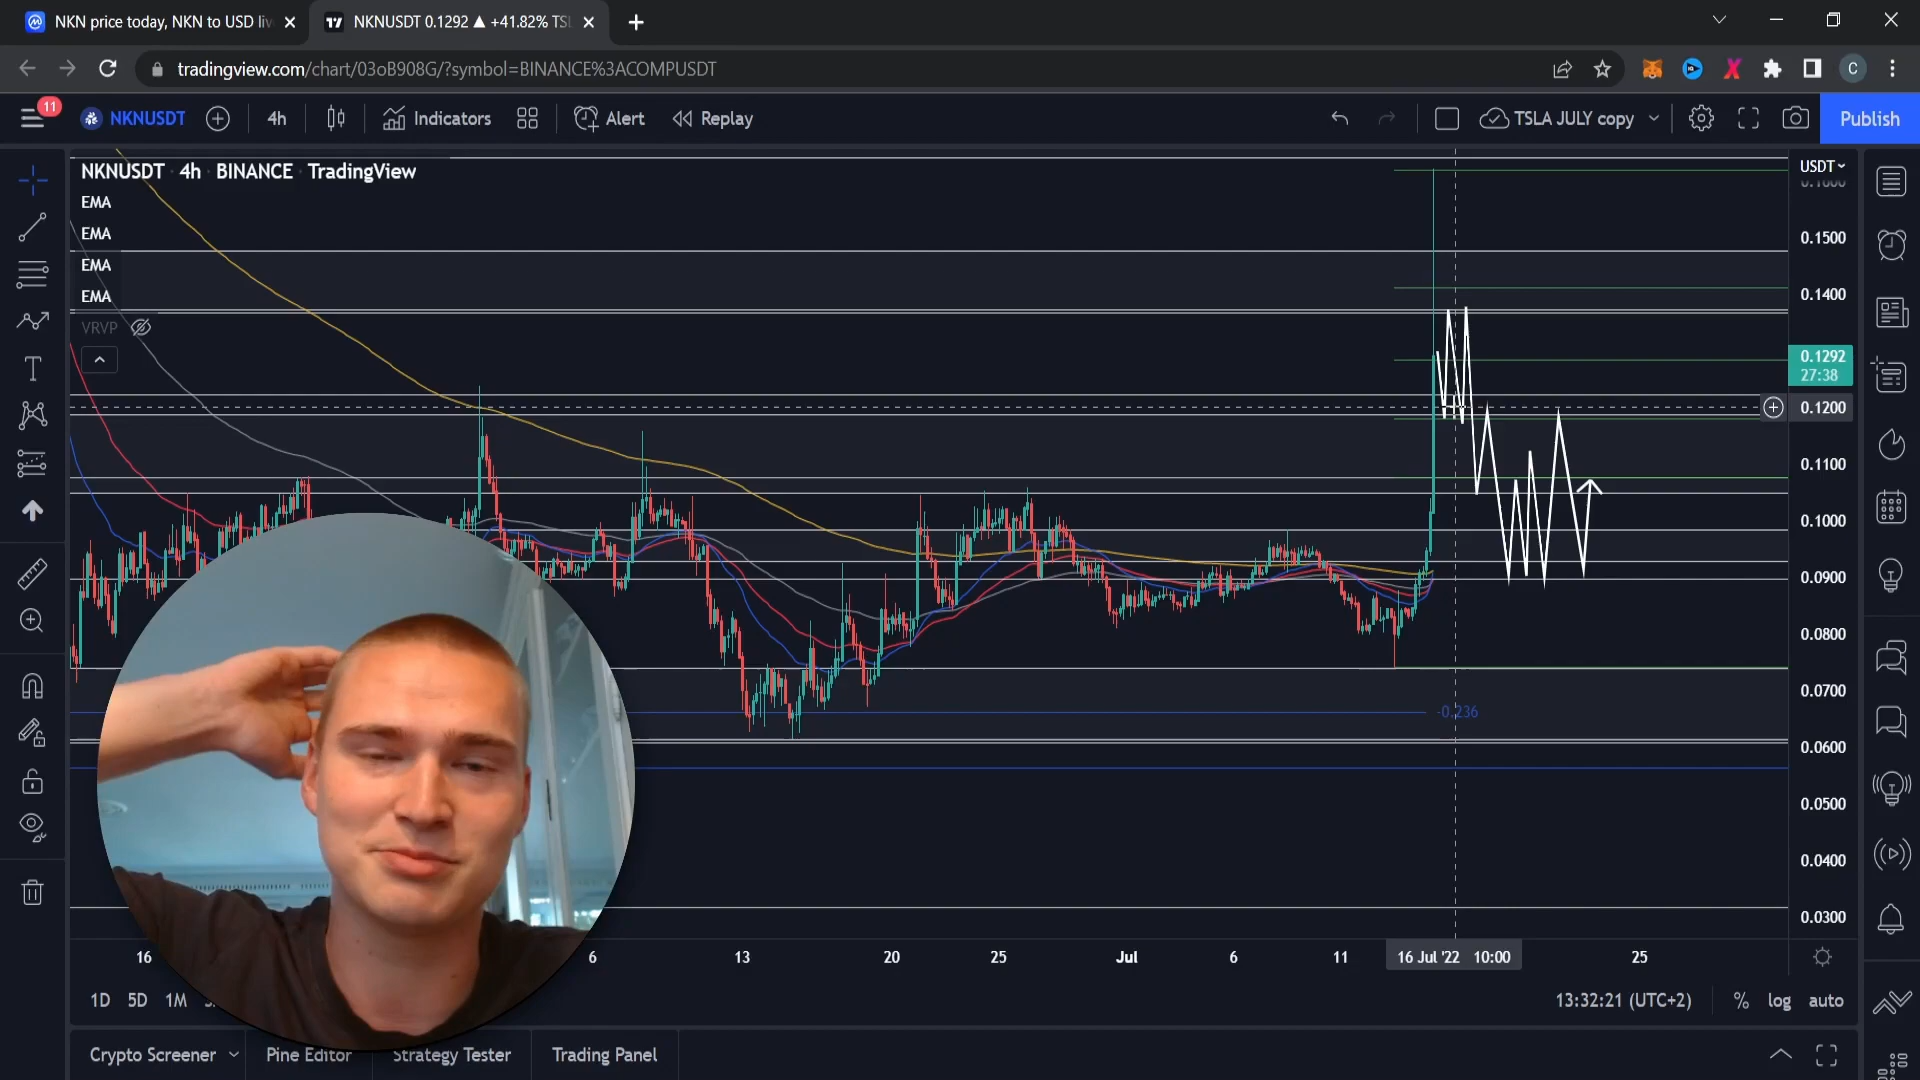 NKN price today, NKN to USD liv
NKNUSDT 0.1292 ▲ +41.82% TSL
tradingview.com/chart/03oB908G/?symbol=BINANCE%3ACOMPUSDT
C
11
NKNUSDT
4h
Indicators
Alert
Replay
TSLA JULY copy
Publish
NKNUSDT · 4h · BINANCE · TradingView
EMA
EMA
EMA
EMA
VRVP
USDT
0.1600
0.1500
0.1400
0.1292
27:38
0.1200
0.1100
0.1000
0.0900
0.0800
0.0700
0.0600
0.0500
0.0400
0.0300
-0.236
16
6
13
20
25
Jul
6
11
16 Jul '22 10:00
25
1D 5D 1M
13:32:21 (UTC+2)
% log auto
Crypto Screener
Pine Editor
Strategy Tester
Trading Panel